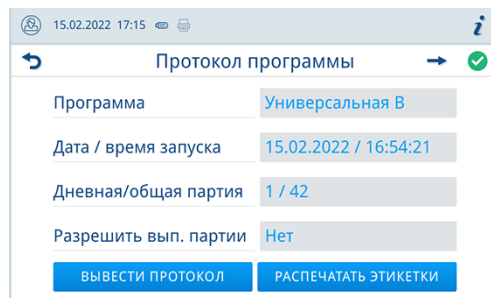 15.02.2022 17:15
i
Протокол программы
Программа Универсальная B
Дата / время запуска 15.02.2022 / 16:54:21
Дневная/общая партия 1 / 42
Разрешить вып. партии Нет
ВЫВЕСТИ ПРОТОКОЛ РАСПЕЧАТАТЬ ЭТИКЕТКИ